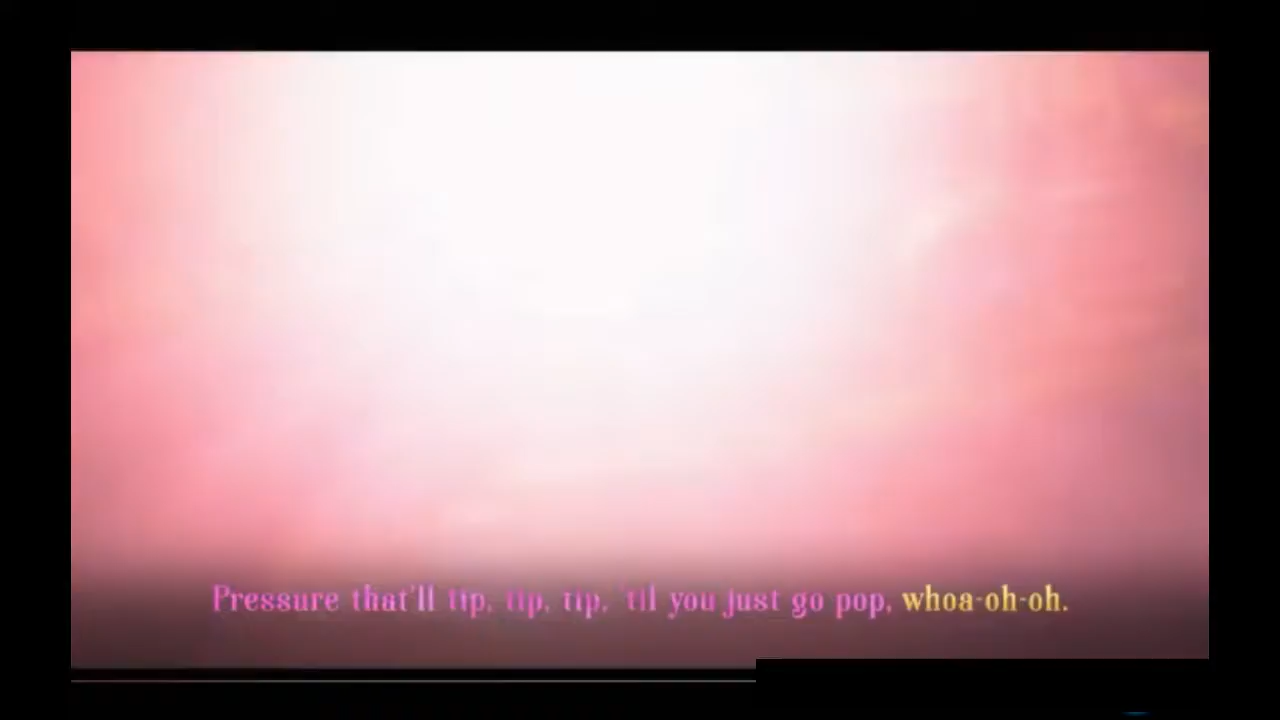 Pressure that'll tip, tip, tip, 'til you just go pop, whoa-oh-oh.